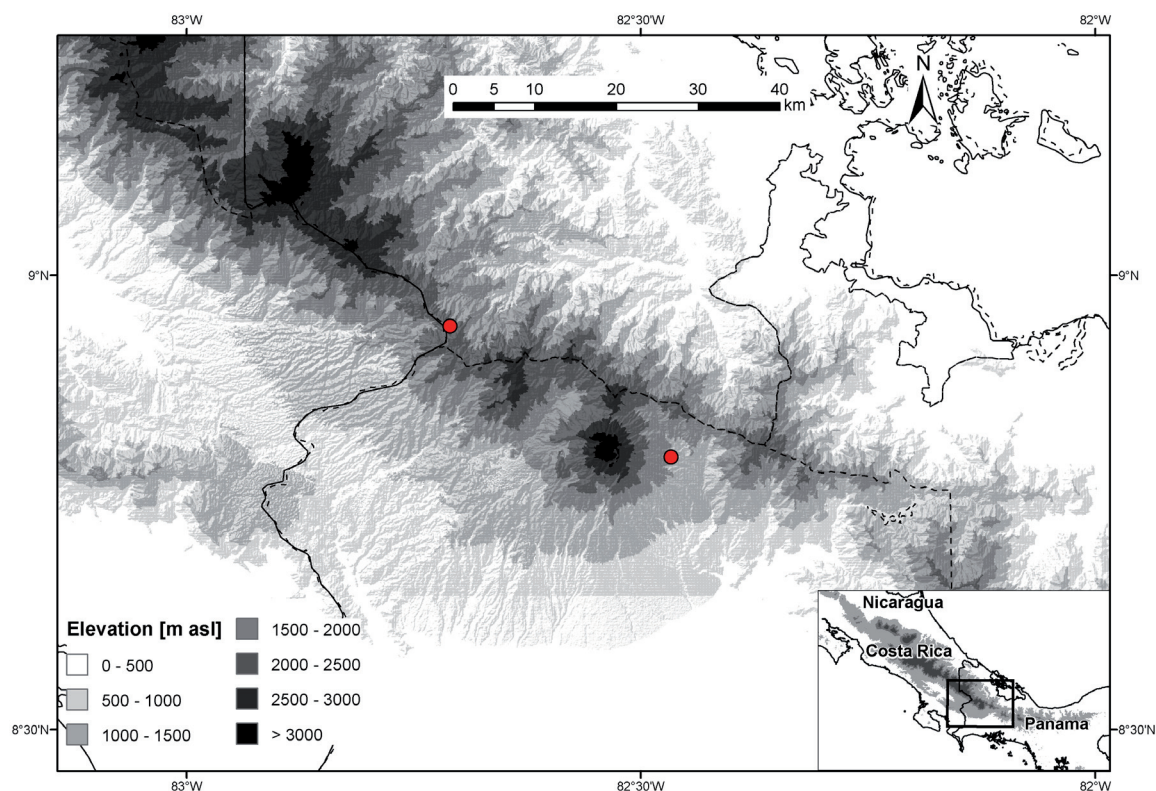 83°W 82°30'W 82°W
N
0 5 10 20 30 40
km
9°N 9°N
Nicaragua
Costa Rica
Panama
Elevation [m asl]
0 - 500
500 - 1000
1000 - 1500
1500 - 2000
2000 - 2500
2500 - 3000
> 3000
8°30'N 8°30'N
83°W 82°30'W 82°W